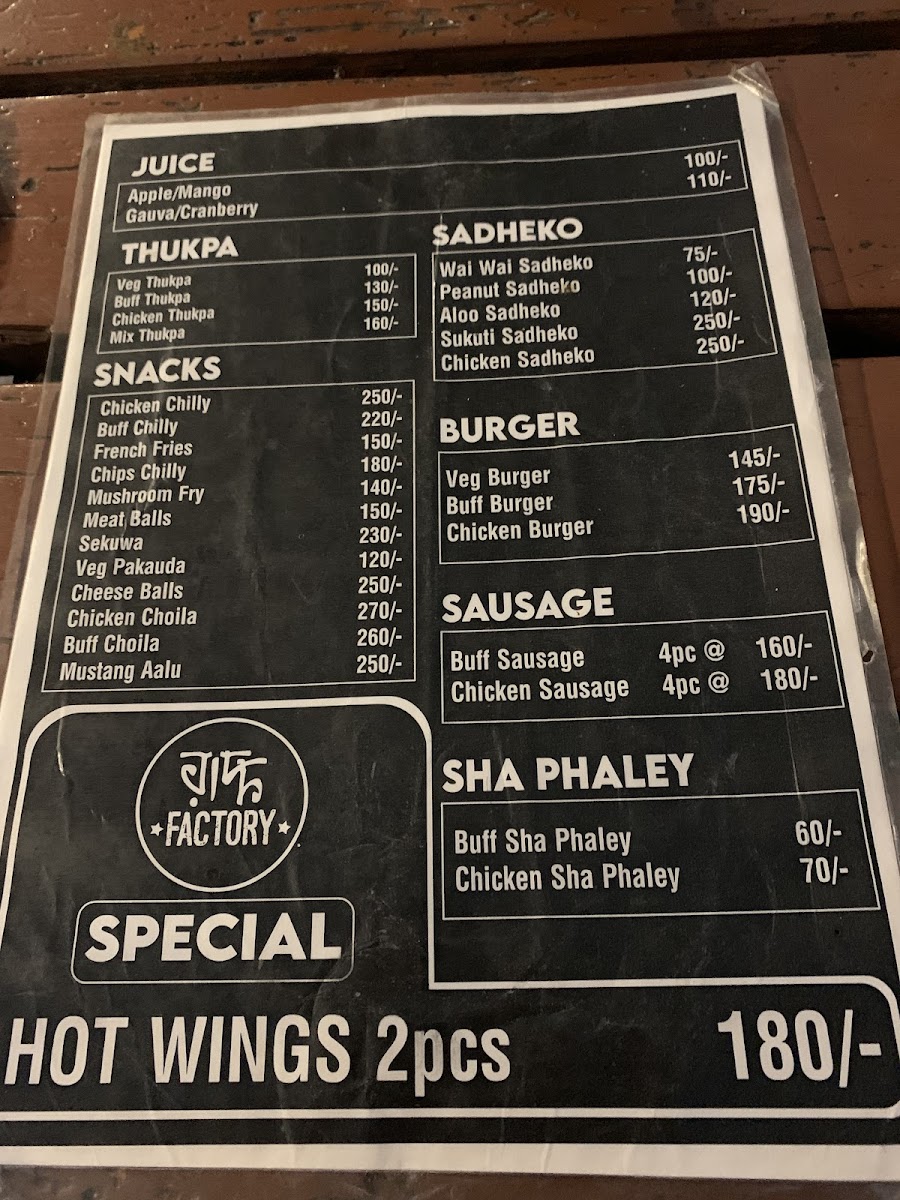 JUICE
Apple/Mango 100/-
Gauva/Cranberry 110/-
THUKPA
Veg Thukpa 100/-
Buff Thukpa 130/-
Chicken Thukpa 150/-
Mix Thukpa 160/-
SNACKS
Chicken Chilly 250/-
Buff Chilly 220/-
French Fries 150/-
Chips Chilly 180/-
Mushroom Fry 140/-
Meat Balls 150/-
Sekuwa 230/-
Veg Pakauda 120/-
Cheese Balls 250/-
Chicken Choila 270/-
Buff Choila 260/-
Mustang Aalu 250/-
SADHEKO
Wai Wai Sadheko 75/-
Peanut Sadheko 100/-
Aloo Sadheko 120/-
Sukuti Sadheko 250/-
Chicken Sadheko 250/-
BURGER
Veg Burger 145/-
Buff Burger 175/-
Chicken Burger 190/-
SAUSAGE
Buff Sausage 4pc @ 160/-
Chicken Sausage 4pc @ 180/-
SHA PHALEY
Buff Sha Phaley 60/-
Chicken Sha Phaley 70/-
FACTORY
SPECIAL
HOT WINGS 2pcs 180/-